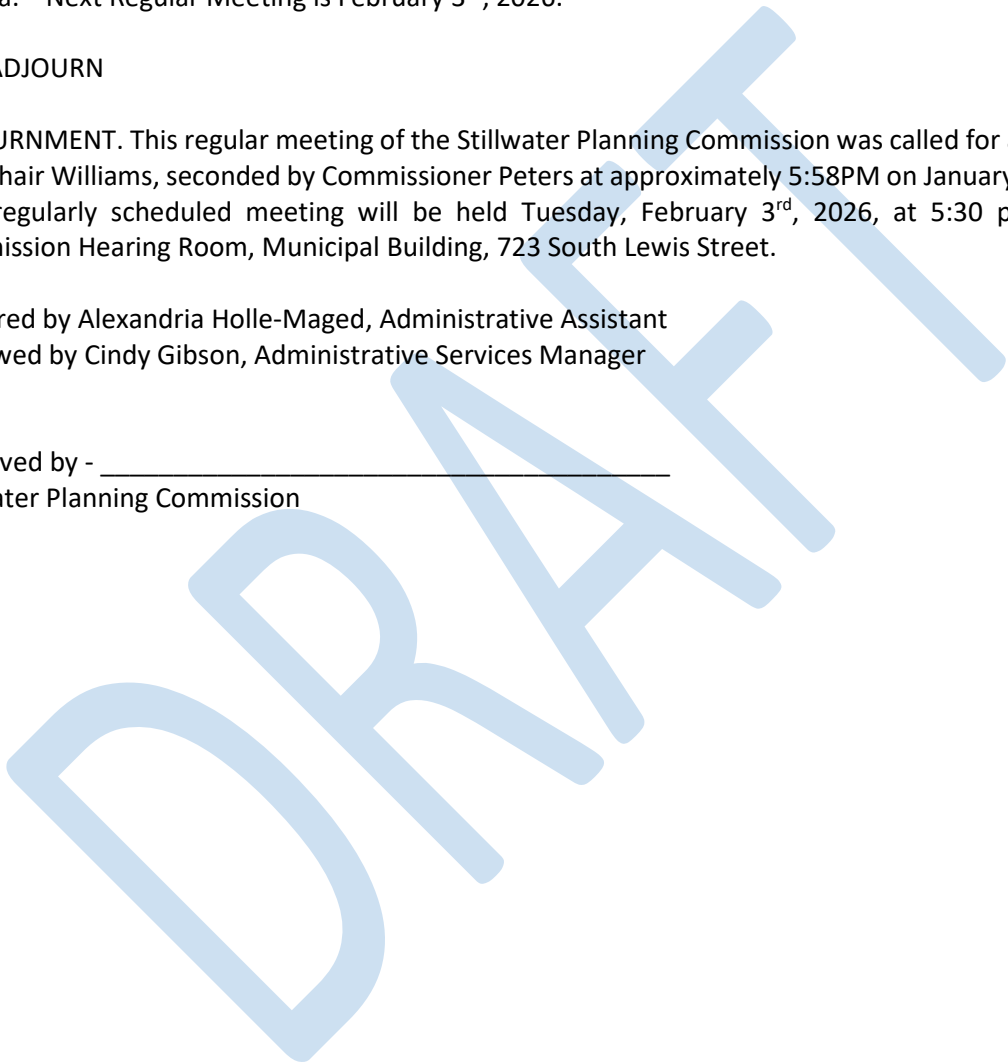 a. Next Regular Meeting is February 3rd, 2026.
ADJOURN
URNMENT. This regular meeting of the Stillwater Planning Commission was called for
hair Williams, seconded by Commissioner Peters at approximately 5:58PM on January
regularly scheduled meeting will be held Tuesday, February 3rd, 2026, at 5:30 p
ission Hearing Room, Municipal Building, 723 South Lewis Street.
red by Alexandria Holle-Maged, Administrative Assistant
wed by Cindy Gibson, Administrative Services Manager
ved by - ________________________________________
ter Planning Commission
DRAFT